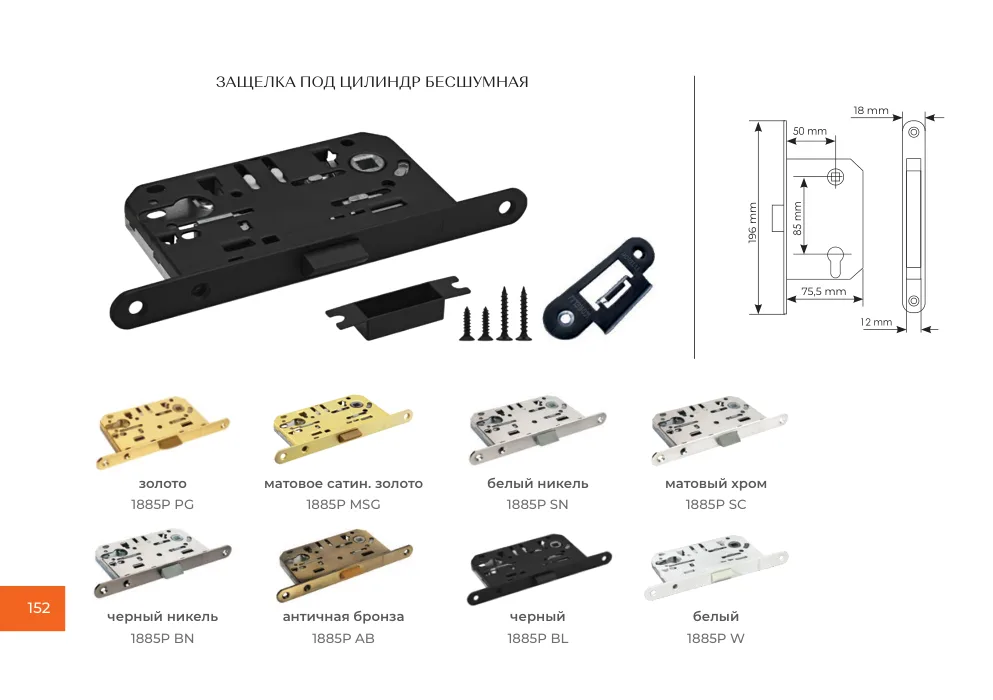 ЗАЩЕЛКА ПОД ЦИЛИНДР БЕСШУМНАЯ
18 mm
50 mm
196 mm
85 mm
75,5 mm
12 mm
золото
1885P PG
матовое сатин. золото
1885P MSG
белый никель
1885P SN
матовый хром
1885P SC
черный никель
1885P BN
античная бронза
1885P AB
черный
1885P BL
белый
1885P W
152